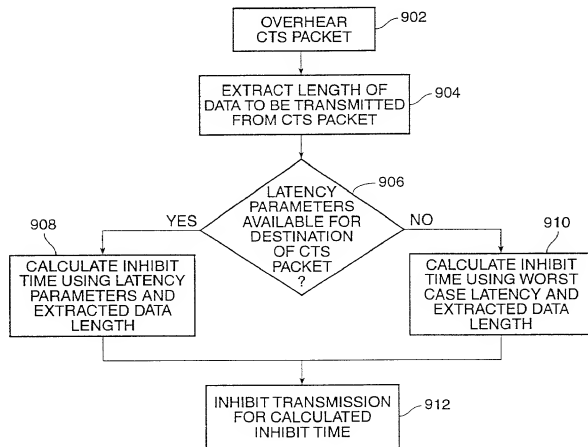 OVERHEAR
CTS PACKET
902
EXTRACT LENGTH OF
DATA TO BE TRANSMITTED
FROM CTS PACKET
904
906
LATENCY
PARAMETERS
AVAILABLE FOR
DESTINATION
OF CTS
PACKET
?
YES
NO
908
CALCULATE INHIBIT
TIME USING LATENCY
PARAMETERS AND
EXTRACTED DATA
LENGTH
910
CALCULATE INHIBIT
TIME USING WORST
CASE LATENCY AND
EXTRACTED DATA
LENGTH
INHIBIT TRANSMISSION
FOR CALCULATED
INHIBIT TIME
912